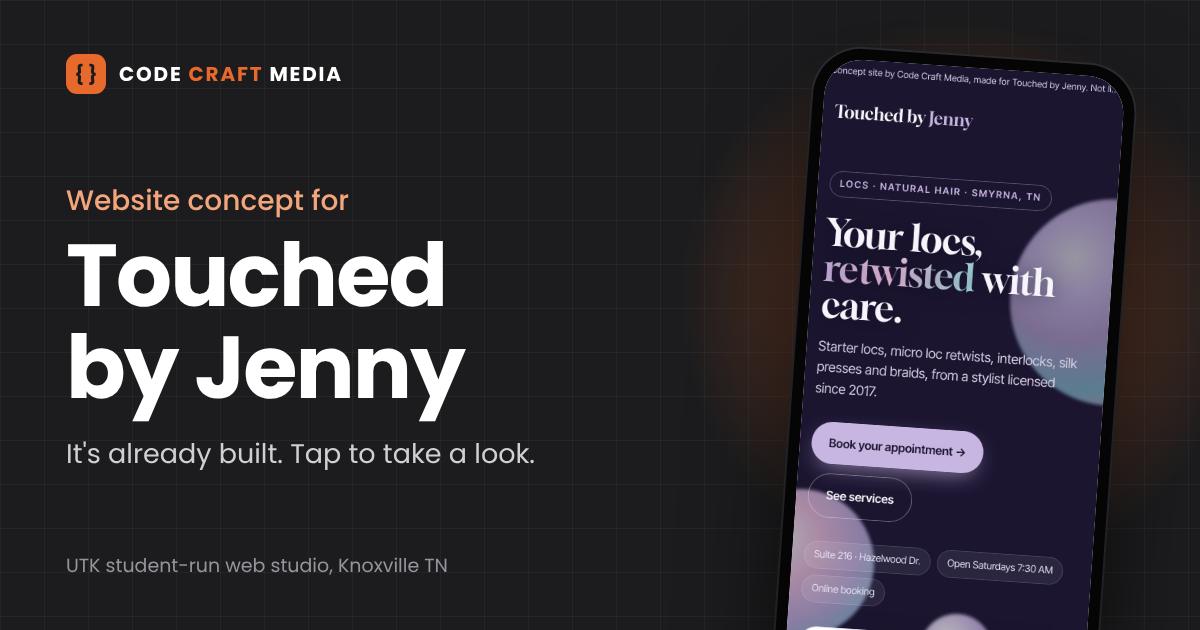 { } CODE CRAFT MEDIA
Website concept for
Touched
by Jenny
It's already built. Tap to take a look.
UTK student-run web studio, Knoxville TN
concept site by Code Craft Media, made for Touched by Jenny. Not li...
Touched by Jenny
LOCS · NATURAL HAIR · SMYRNA, TN
Your locs,
retwisted with
care.
Starter locs, micro loc retwists, interlocks, silk
presses and braids, from a stylist licensed
since 2017.
Book your appointment →
See services
Suite 216 · Hazelwood Dr.
Open Saturdays 7:30 AM
Online booking